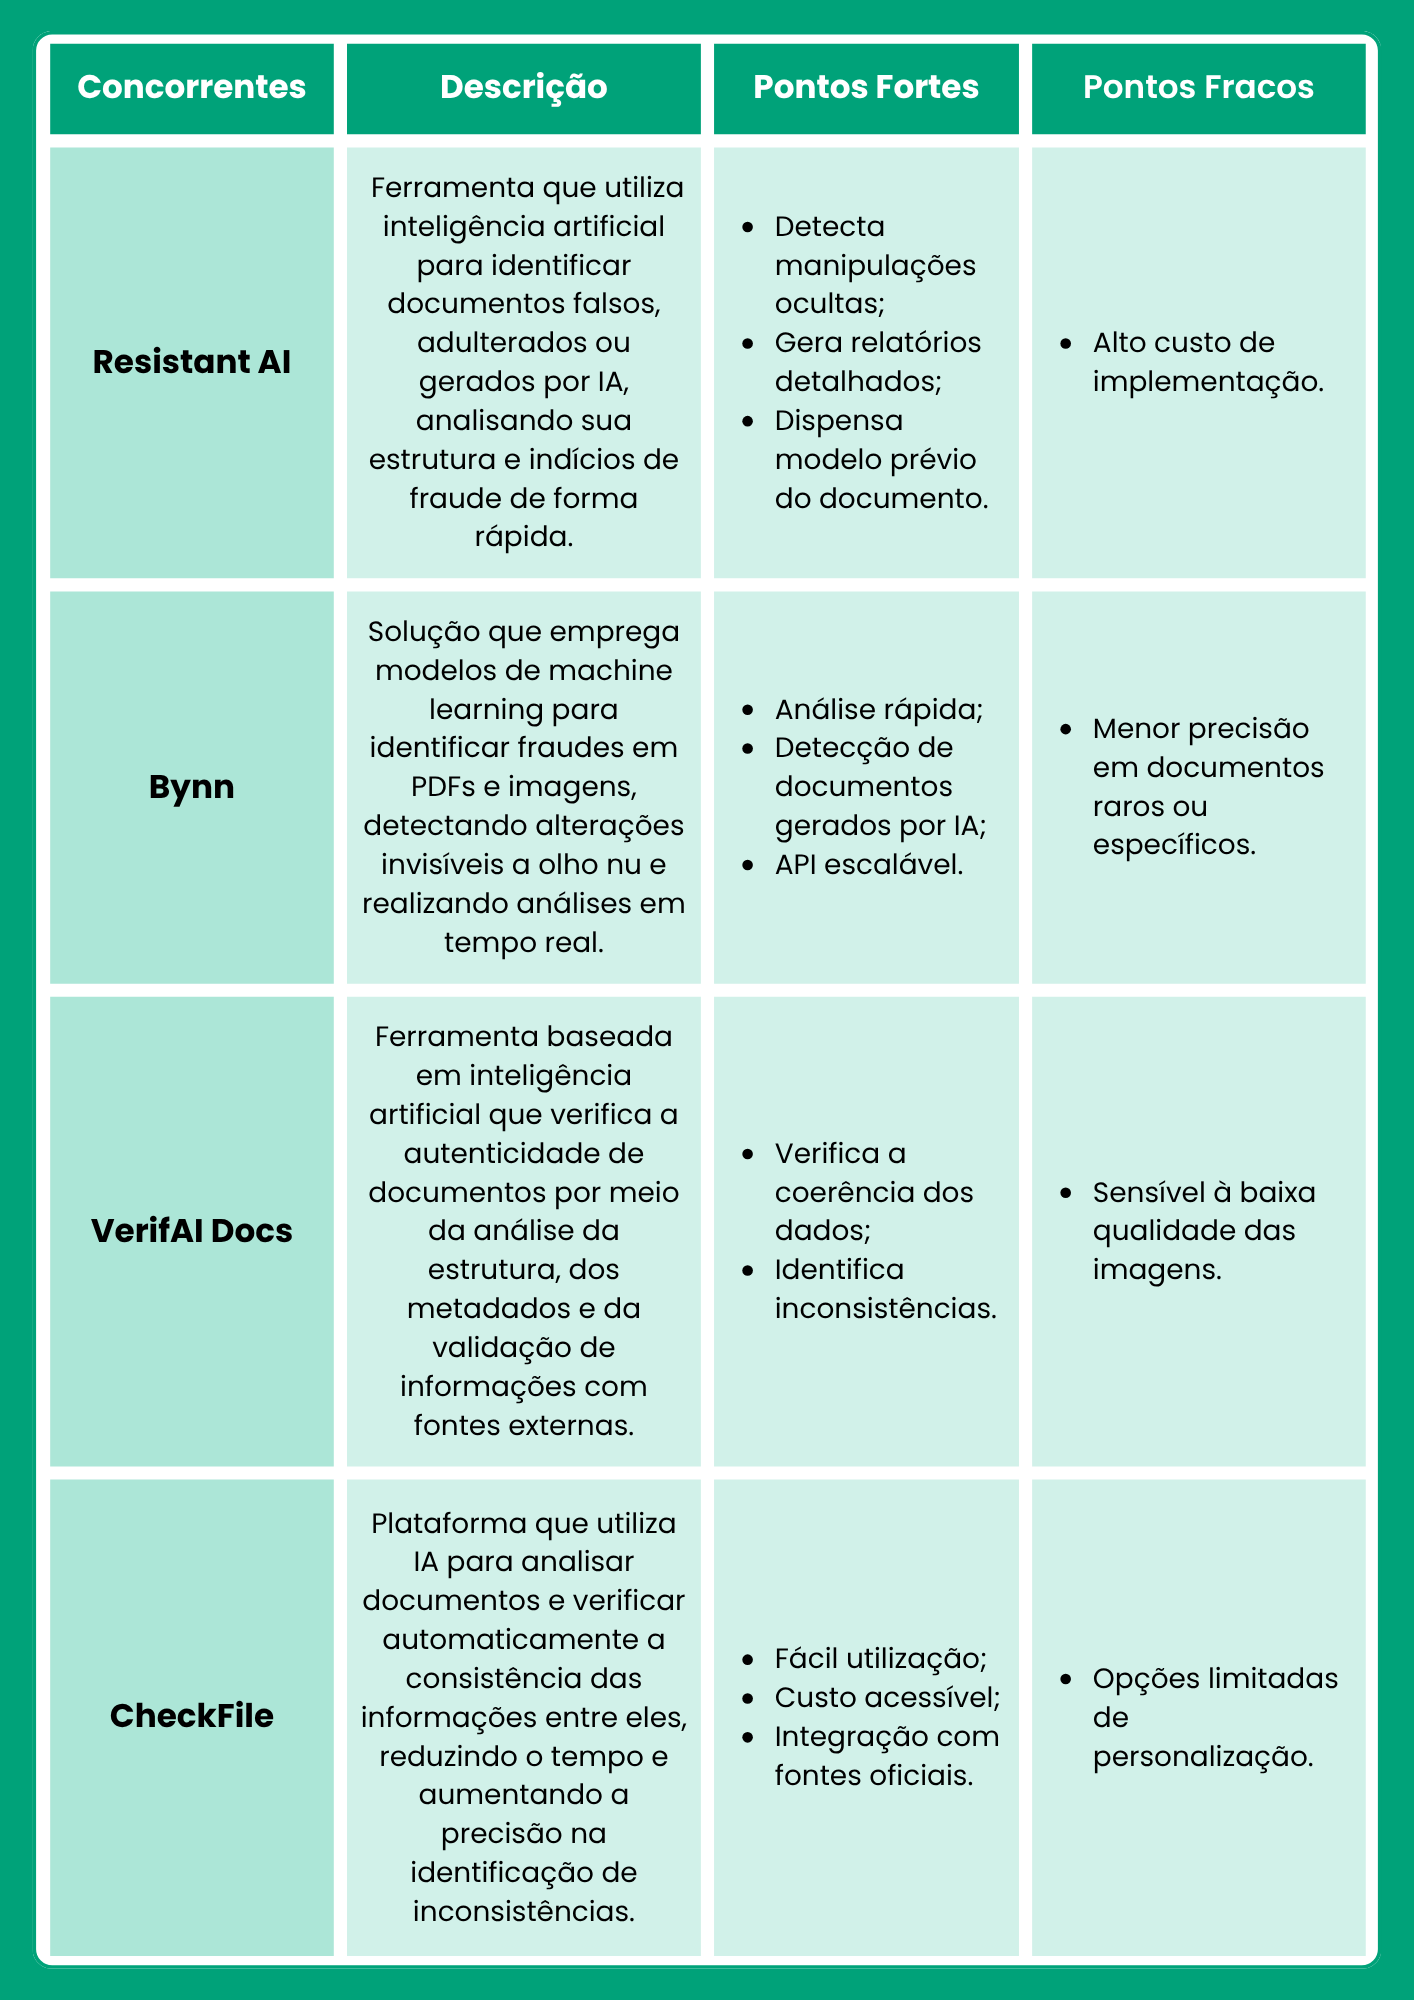 Concorrentes
Descrição
Pontos Fortes
Pontos Fracos
Resistant AI
Ferramenta que utiliza
inteligência artificial
para identificar
documentos falsos,
adulterados ou
gerados por IA,
analisando sua
estrutura e indícios de
fraude de forma
rápida.
• Detecta
manipulações
ocultas;
• Gera relatórios
detalhados;
• Dispensa
modelo prévio
do documento.
• Alto custo de
implementação.
Bynn
Solução que emprega
modelos de machine
learning para
identificar fraudes em
PDFs e imagens,
detectando alterações
invisíveis a olho nu e
realizando análises em
tempo real.
• Análise rápida;
• Detecção de
documentos
gerados por IA;
• API escalável.
• Menor precisão
em documentos
raros ou
específicos.
VerifAI Docs
Ferramenta baseada
em inteligência
artificial que verifica a
autenticidade de
documentos por meio
da análise da
estrutura, dos
metadados e da
validação de
informações com
fontes externas.
• Verifica a
coerência dos
dados;
• Identifica
inconsistências.
• Sensível à baixa
qualidade das
imagens.
CheckFile
Plataforma que utiliza
IA para analisar
documentos e verificar
automaticamente a
consistência das
informações entre eles,
reduzindo o tempo e
aumentando a
precisão na
identificação de
inconsistências.
• Fácil utilização;
• Custo acessível;
• Integração com
fontes oficiais.
• Opções limitadas
de
personalização.